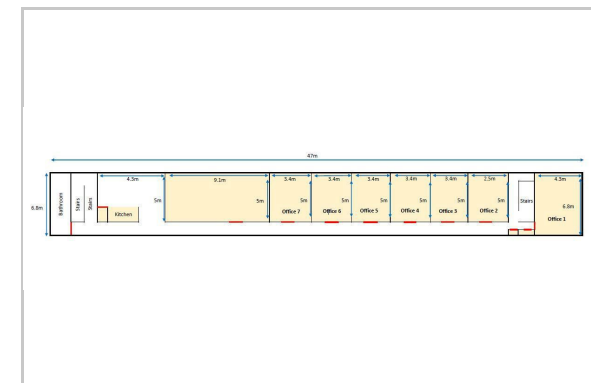 47m
4.5m
9.1m
3.4m
3.4m
3.4m
3.4m
3.4m
2.5m
4.3m
6.8m
Bathroom
Stairs
Stairs
Kitchen
5m
5m
5m
5m
5m
5m
5m
5m
Stairs
6.8m
Office 7
Office 6
Office 5
Office 4
Office 3
Office 2
Office 1